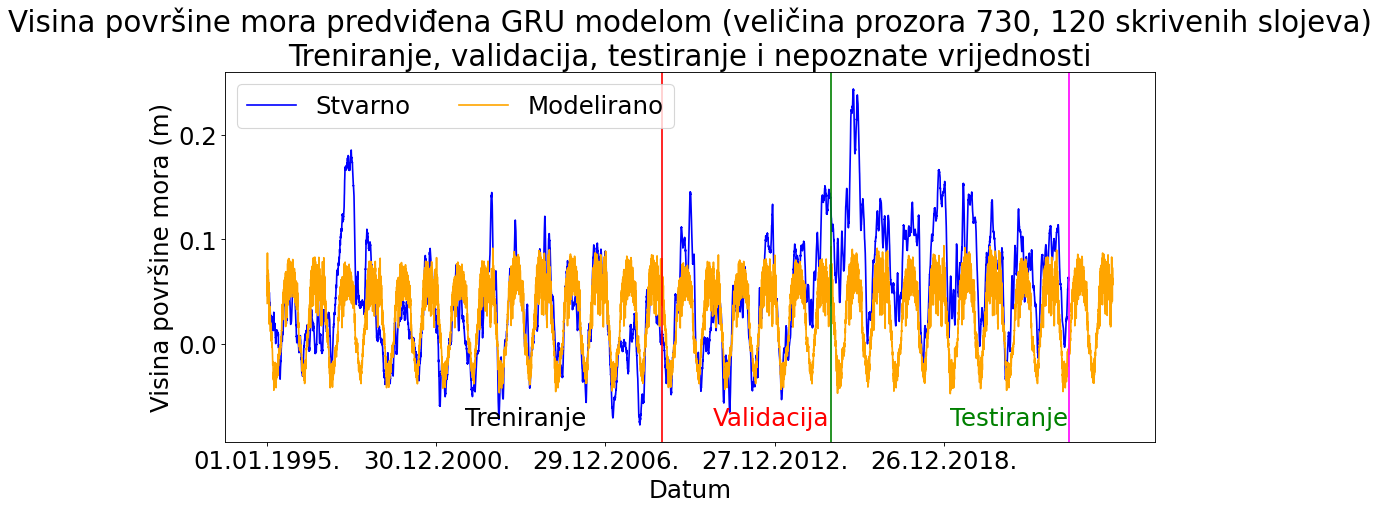 Visina površine mora predviđena GRU modelom (veličina prozora 730, 120 skrivenih slojeva)
Treniranje, validacija, testiranje i nepoznate vrijednosti
Stvarno Modelirano
Visina površine mora (m)
0.2
0.1
0.0
Treniranje Validacija Testiranje
01.01.1995. 30.12.2000. 29.12.2006. 27.12.2012. 26.12.2018.
Datum